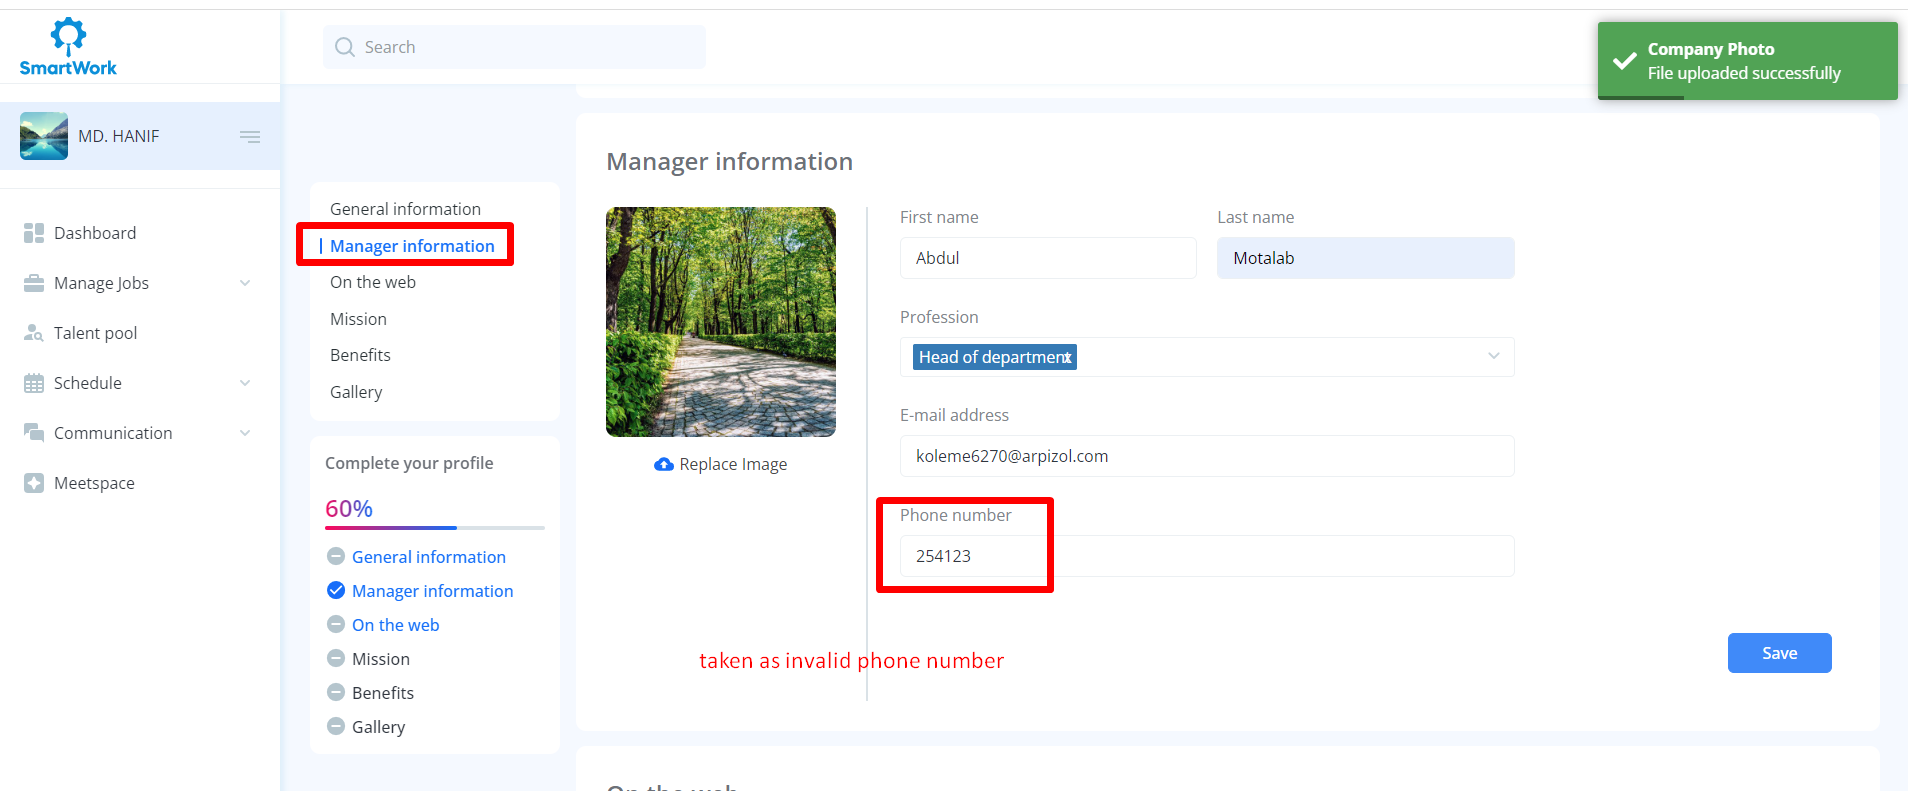 SmartWork
Search
Company Photo
File uploaded successfully
MD. HANIF
Dashboard
Manage Jobs
Talent pool
Schedule
Communication
Meetspace
General information
Manager information
On the web
Mission
Benefits
Gallery
Complete your profile
60%
General information
Manager information
On the web
Mission
Benefits
Gallery
Manager information
Replace Image
First name
Last name
Abdul
Motalab
Profession
Head of department x
E-mail address
koleme6270@arpizol.com
Phone number
254123
taken as invalid phone number
Save
On the web